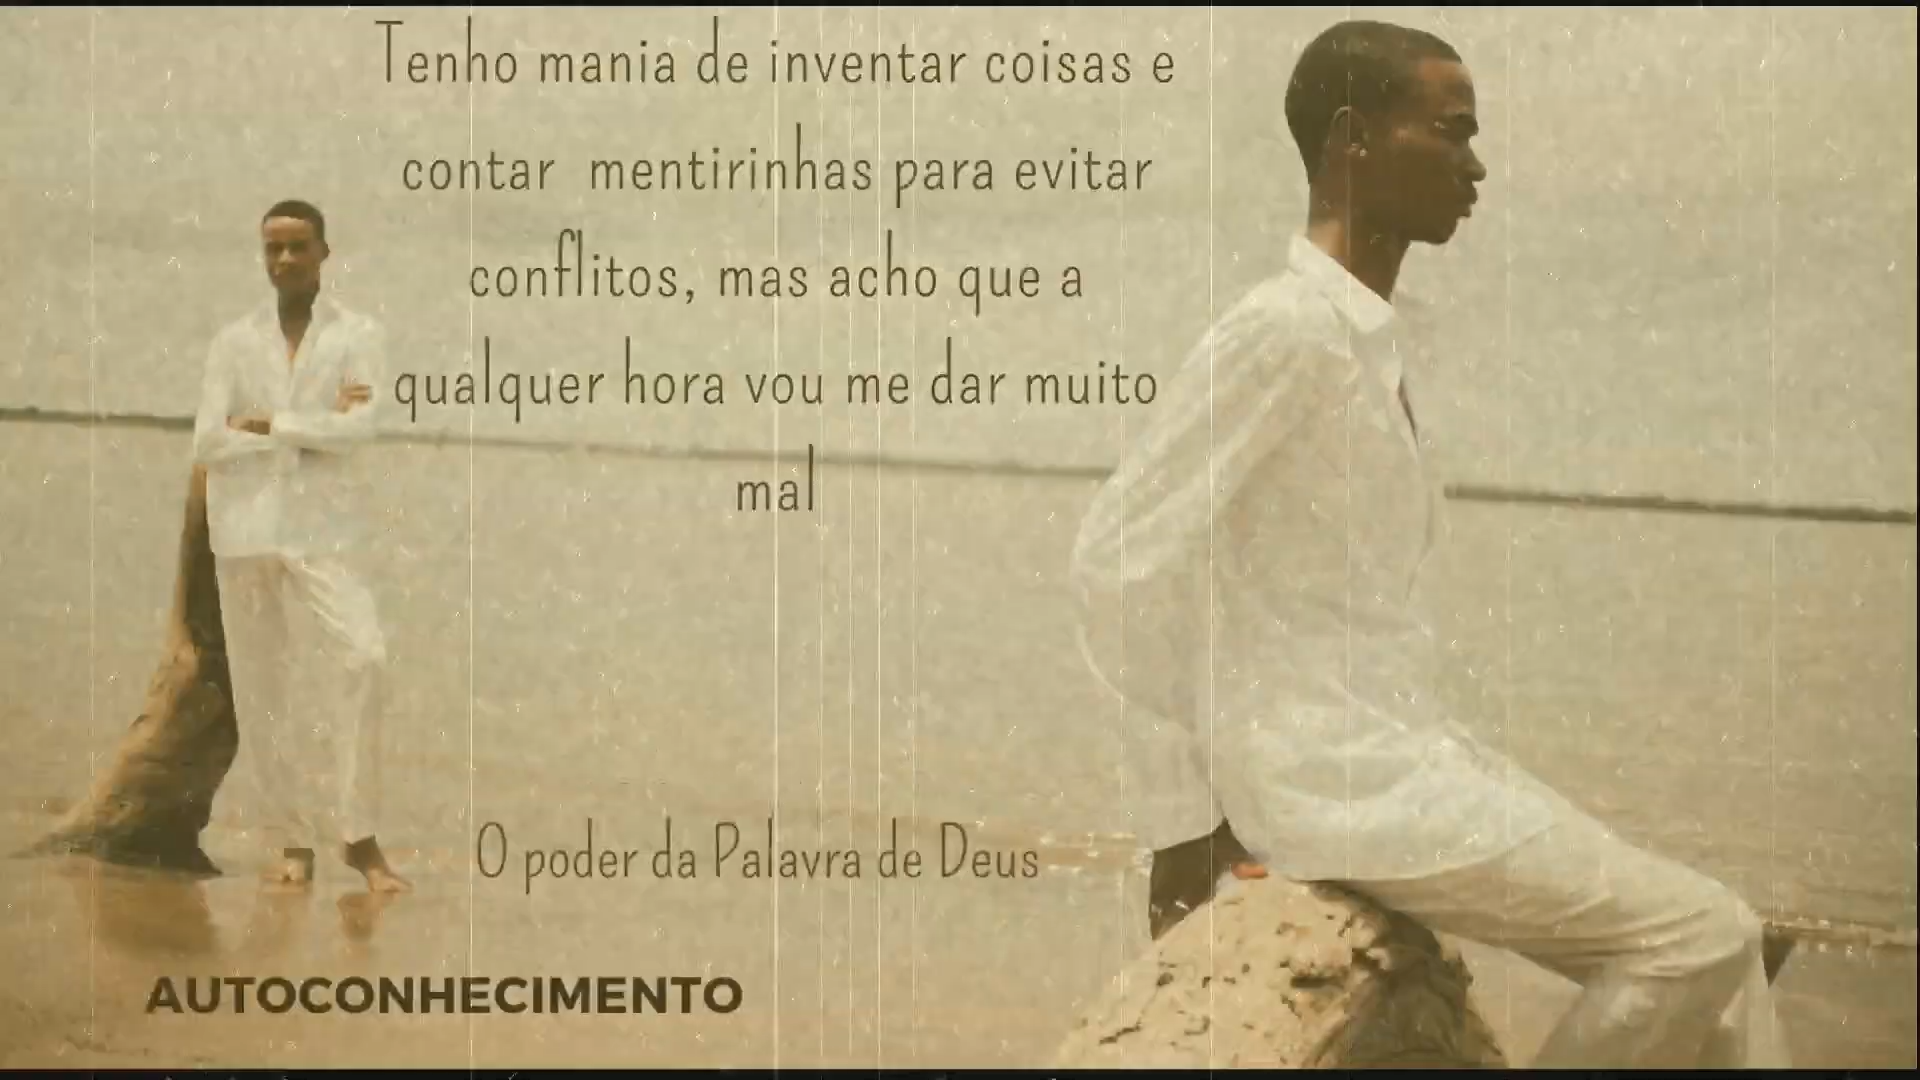 Tenho mania de inventar coisas e
contar mentirinhas para evitar
conflitos, mas acho que a
qualquer hora vou me dar muito
mal
O poder da Palavra de Deus
AUTOCONHECIMENTO